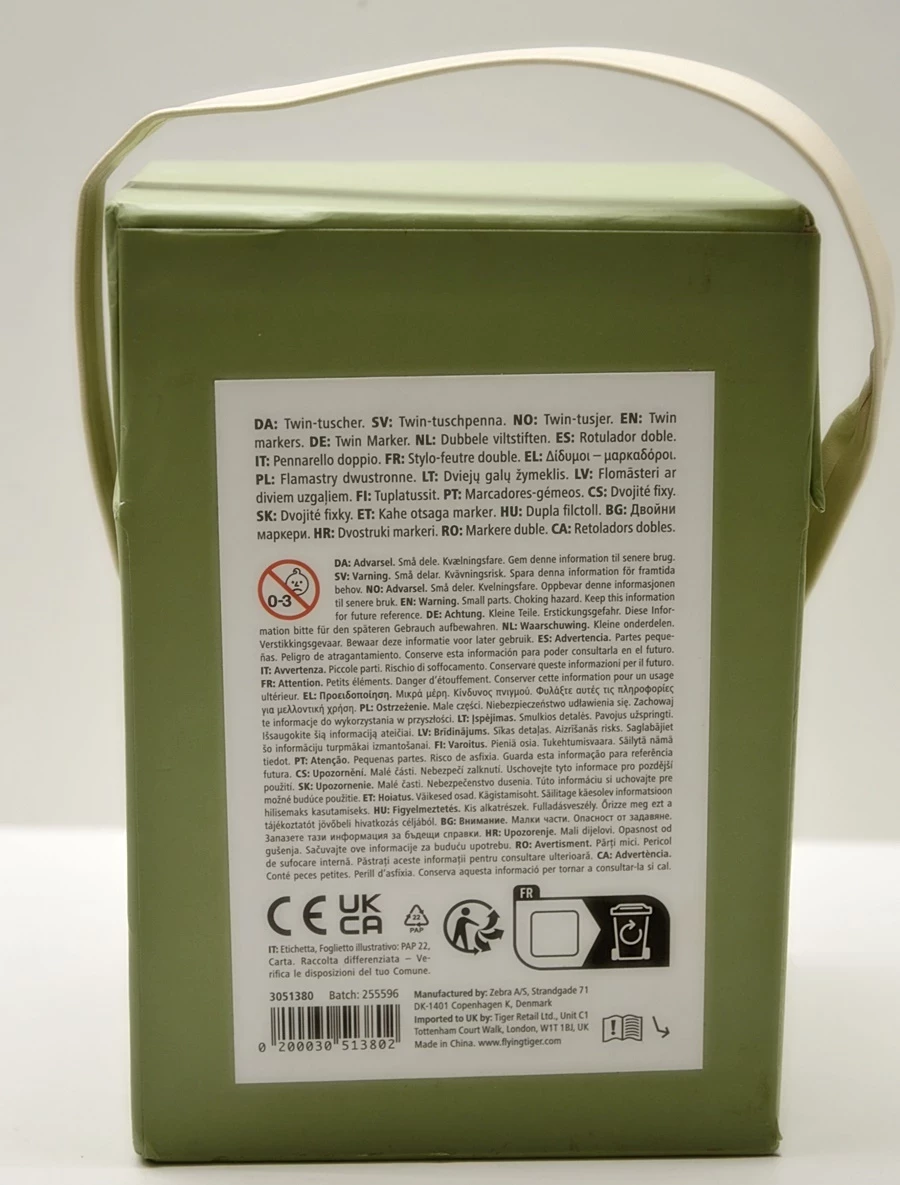 DA: Twin-tuscher. SV: Twin-tuschpenna. NO: Twin-tusjer. EN: Twin
markers. DE: Twin Marker. NL: Dubbele viltstiften. ES: Rotulador doble.
IT: Pennarello doppio. FR: Stylo-feutre double. EL: Δίδυμοι – μαρκαδόροι.
PL: Flamastry dwustronne. LT: Dviejų galų žymeklis. LV: Flomāsteri ar
diviem uzgaļiem. FI: Tuplatussit. PT: Marcadores-gémeos. CS: Dvojité fixy.
SK: Dvojité fixky. ET: Kahe otsaga marker. HU: Dupla filctoll. BG: Двойни
маркери. HR: Dvostruki markeri. RO: Markere duble. CA: Retoladors dobles.
0-3
DA: Advarsel. Små dele. Kvælningsfare. Gem denne information til senere brug.
SV: Varning. Små delar. Kvävningsrisk. Spara denna information för framtida
behov. NO: Advarsel. Små deler. Kvelningsfare. Oppbevar denne informasjonen
til senere bruk. EN: Warning. Small parts. Choking hazard. Keep this information
for future reference. DE: Achtung. Kleine Teile. Erstickungsgefahr. Diese Infor-
mation bitte für den späteren Gebrauch aufbewahren. NL: Waarschuwing. Kleine onderdelen.
Verstikkingsgevaar. Bewaar deze informatie voor later gebruik. ES: Advertencia. Partes peque-
ñas. Peligro de atragantamiento. Conserve esta información para poder consultarla en el futuro.
IT: Avvertenza. Piccole parti. Rischio di soffocamento. Conservare queste informazioni per il futuro.
FR: Attention. Petits éléments. Danger d'étouffement. Conserver cette information pour un usage
ultérieur. EL: Προειδοποίηση. Μικρά μέρη. Κίνδυνος πνιγμού. Φυλάξτε αυτές τις πληροφορίες
για μελλοντική χρήση. PL: Ostrzeżenie. Małe części. Niebezpieczeństwo udławienia się. Zachowaj
te informacje do wykorzystania w przyszłości. LT: Įspėjimas. Smulkios detalės. Pavojus užspringti.
Išsaugokite šią informaciją ateičiai. LV: Brīdinājums. Sīkas detaļas. Aizrīšanās risks. Saglabājiet
šo informāciju turpmākai izmantošanai. FI: Varoitus. Pieniä osia. Tukehtumisvaara. Säilytä nämä
tiedot. PT: Atenção. Pequenas partes. Risco de asfixia. Guarda esta informação para referência
futura. CS: Upozornění. Malé části. Nebezpečí zalknutí. Uschovejte tyto informace pro pozdější
použití. SK: Upozornenie. Malé časti. Nebezpečenstvo dusenia. Túto informáciu si uchovajte pre
možné budúce použitie. ET: Hoiatus. Väikesed osad. Kägistamisoht. Säilitage käesolev informatsioon
hilisemaks kasutamiseks. HU: Figyelmeztetés. Kis alkatrészek. Fulladásveszély. Őrizze meg ezt a
tájékoztatót jövőbeli hivatkozás céljából. BG: Внимание. Малки части. Опасност от задавяне.
Запазете тази информация за бъдещи справки. HR: Upozorenje. Mali dijelovi. Opasnost od
gušenja. Sačuvajte ove informacije za buduću upotrebu. RO: Avertisment. Părți mici. Pericol
de sufocare internă. Păstrați aceste informații pentru consultare ulterioară. CA: Advertència.
Conté peces petites. Perill d'asfixia. Conserva aquesta informació per tornar a consultar-la si cal.
CE UK
CA
22
PAP
FR
IT: Etichetta, Foglietto illustrativo: PAP 22,
Carta. Raccolta differenziata – Ve-
rifica le disposizioni del tuo Comune.
3051380 Batch: 255596
0 200030 513802
Manufactured by: Zebra A/S, Strandgade 71
DK-1401 Copenhagen K, Denmark
Imported to UK by: Tiger Retail Ltd., Unit C1
Tottenham Court Walk, London, W1T 1BJ, UK
Made in China. www.flyingtiger.com